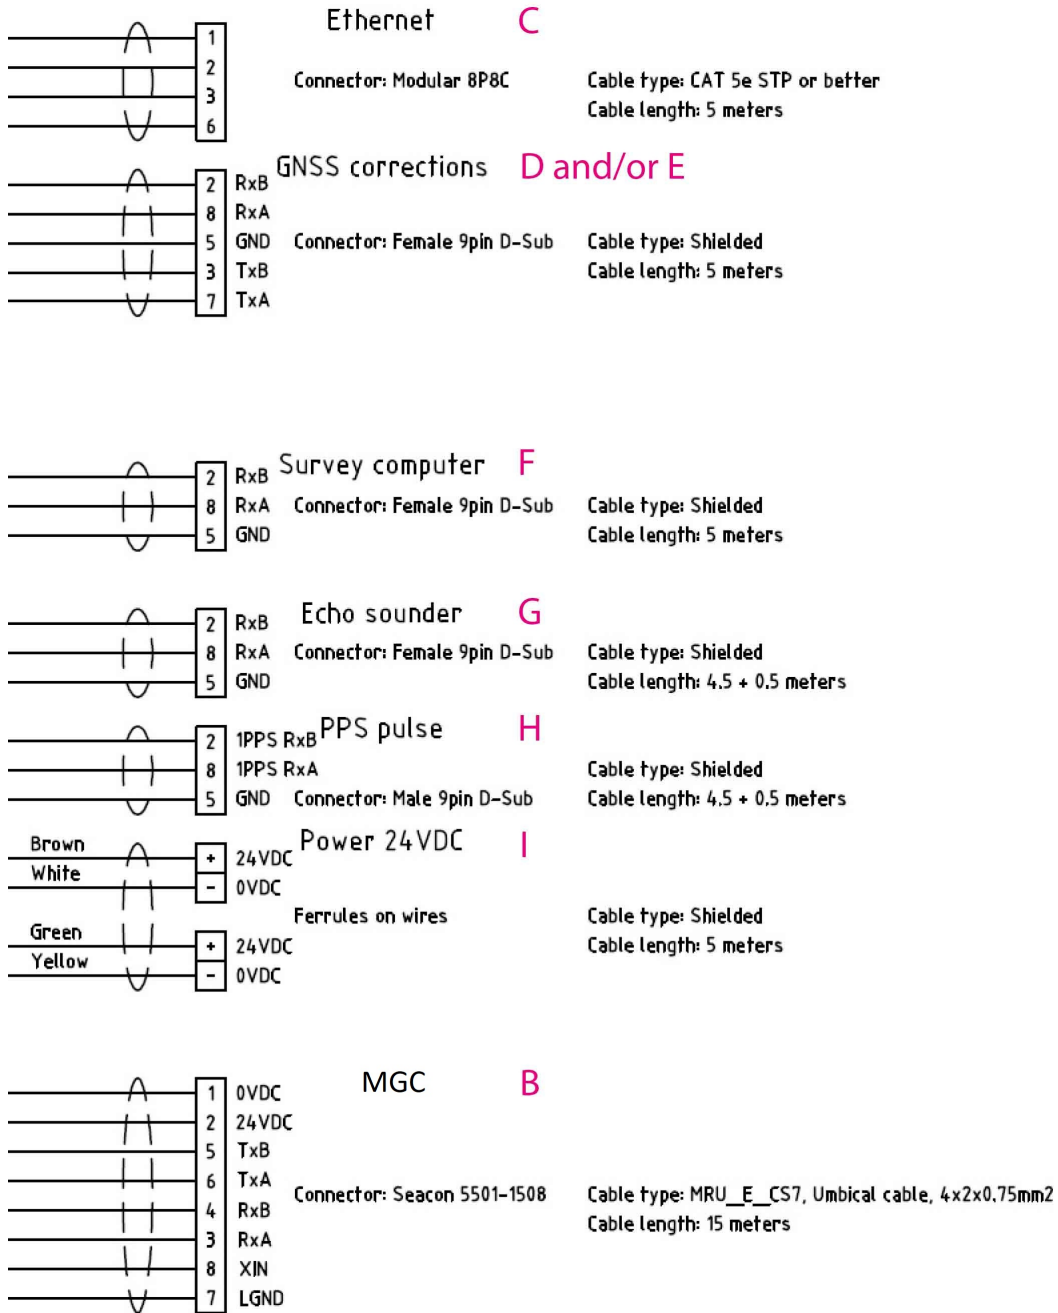 Ethernet C
1
2
Connector: Modular 8P8C Cable type: CAT 5e STP or better
3
Cable length: 5 meters
6
GNSS corrections D and/or E
2 RxB
8 RxA
5 GND Connector: Female 9pin D-Sub Cable type: Shielded
3 TxB Cable length: 5 meters
7 TxA
Survey computer F
2 RxB
8 RxA Connector: Female 9pin D-Sub Cable type: Shielded
5 GND Cable length: 5 meters
Echo sounder G
2 RxB
8 RxA Connector: Female 9pin D-Sub Cable type: Shielded
5 GND Cable length: 4.5 + 0.5 meters
PPS pulse H
2 1PPS RxB
8 1PPS RxA Cable type: Shielded
5 GND Connector: Male 9pin D-Sub Cable length: 4.5 + 0.5 meters
Power 24VDC I
Brown + 24VDC
White - 0VDC
Ferrules on wires Cable type: Shielded
Green + 24VDC Cable length: 5 meters
Yellow - 0VDC
MGC B
1 0VDC
2 24VDC
5 TxB
6 TxA
Connector: Seacon 5501-1508 Cable type: MRU_E_CS7, Umbical cable, 4x2x0.75mm2
4 RxB
Cable length: 15 meters
3 RxA
8 XIN
7 LGND